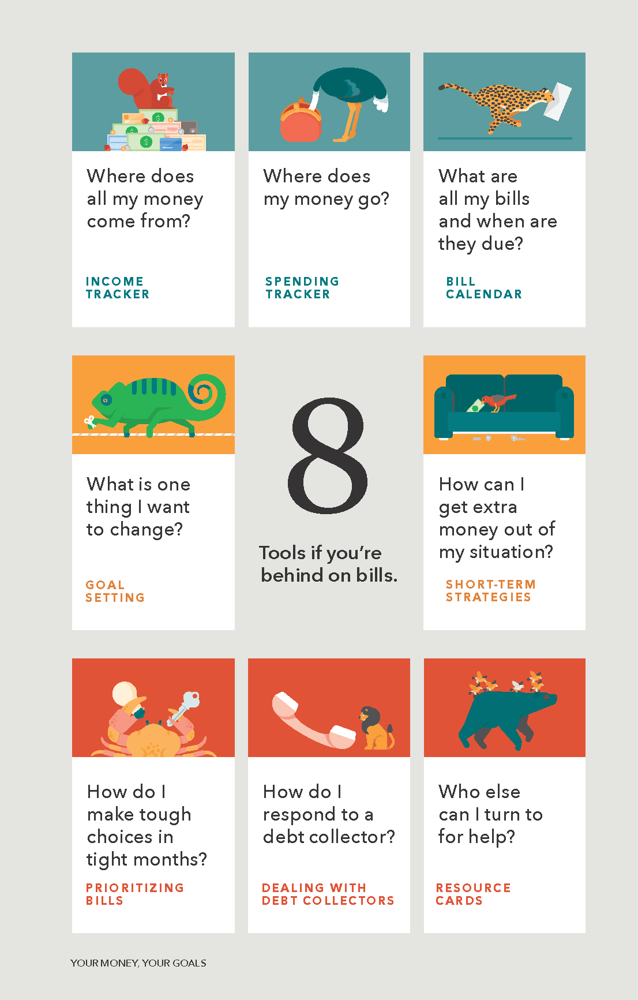 Where does
all my money
come from?
INCOME
TRACKER
Where does
my money go?
SPENDING
TRACKER
What are
all my bills
and when are
they due?
BILL
CALENDAR
What is one
thing I want
to change?
GOAL
SETTING
8
Tools if you’re
behind on bills.
How can I
get extra
money out of
my situation?
SHORT-TERM
STRATEGIES
How do I
make tough
choices in
tight months?
PRIORITIZING
BILLS
How do I
respond to a
debt collector?
DEALING WITH
DEBT COLLECTORS
Who else
can I turn to
for help?
RESOURCE
CARDS
YOUR MONEY, YOUR GOALS